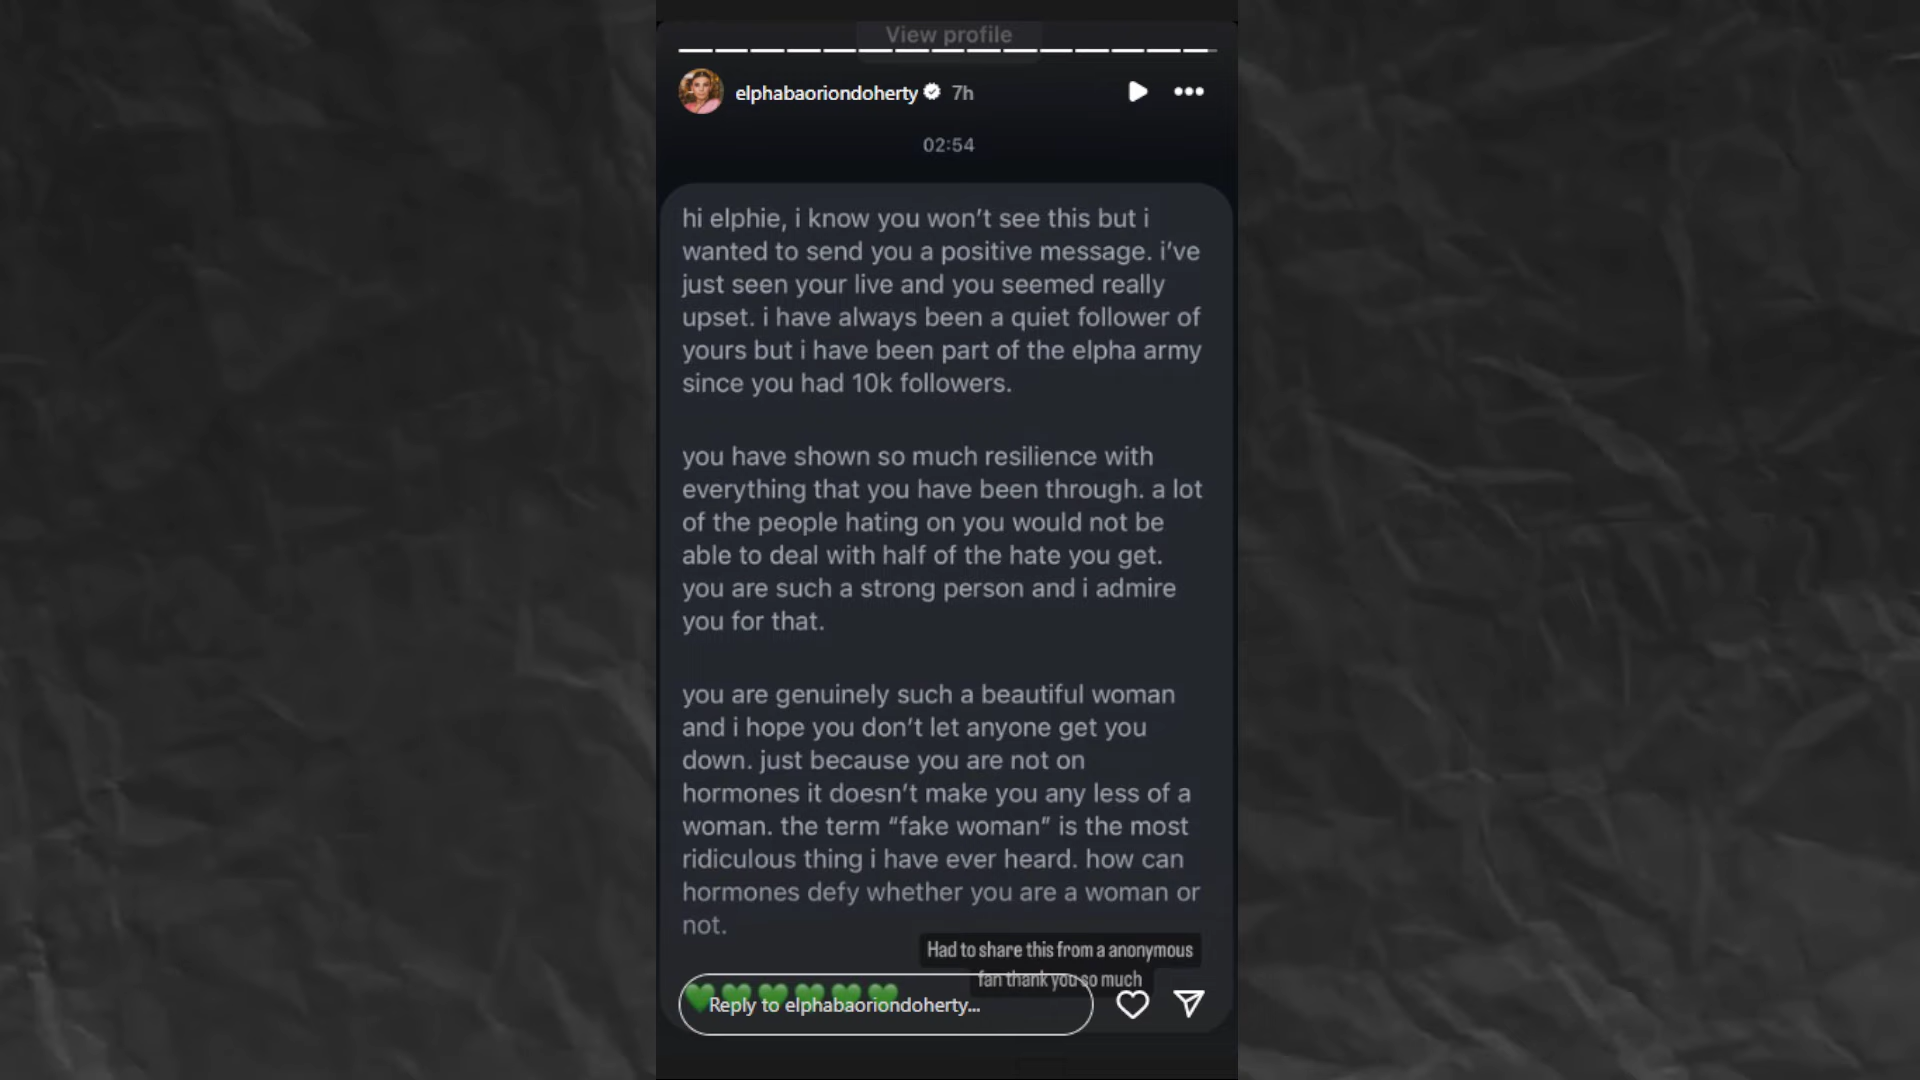 View profile
elphabaoriondoherty 7h
02:54
hi elphie, i know you won't see this but i
wanted to send you a positive message. i've
just seen your live and you seemed really
upset. i have always been a quiet follower of
yours but i have been part of the elpha army
since you had 10k followers.
you have shown so much resilience with
everything that you have been through. a lot
of the people hating on you would not be
able to deal with half of the hate you get.
you are such a strong person and i admire
you for that.
you are genuinely such a beautiful woman
and i hope you don't let anyone get you
down. just because you are not on
hormones it doesn't make you any less of a
woman. the term “fake woman” is the most
ridiculous thing i have ever heard. how can
hormones defy whether you are a woman or
not.
Had to share this from a anonymous
fan thank you so much
Reply to elphabaoriondoherty...